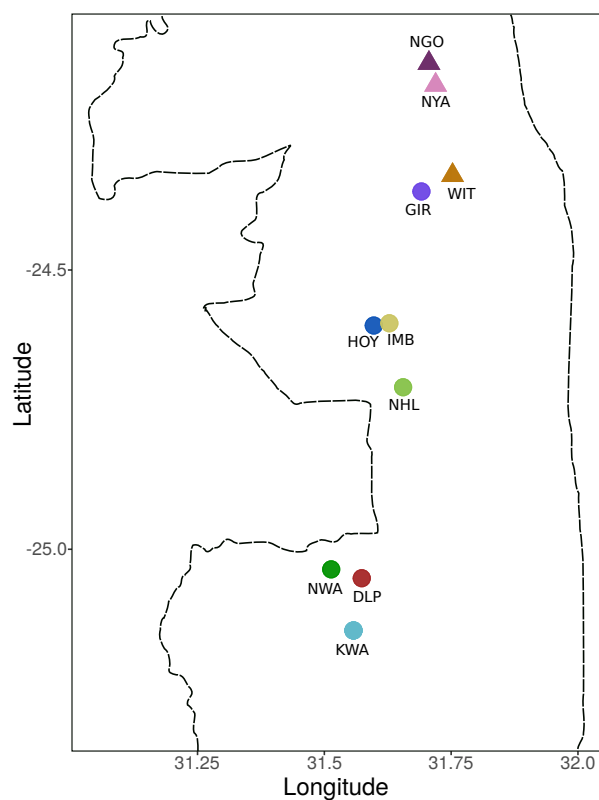 NGO
NYA
WIT
GIR
-24.5
HOY IMB
NHL
Latitude
-25.0
NWA
DLP
KWA
31.25 31.5 31.75 32.0
Longitude